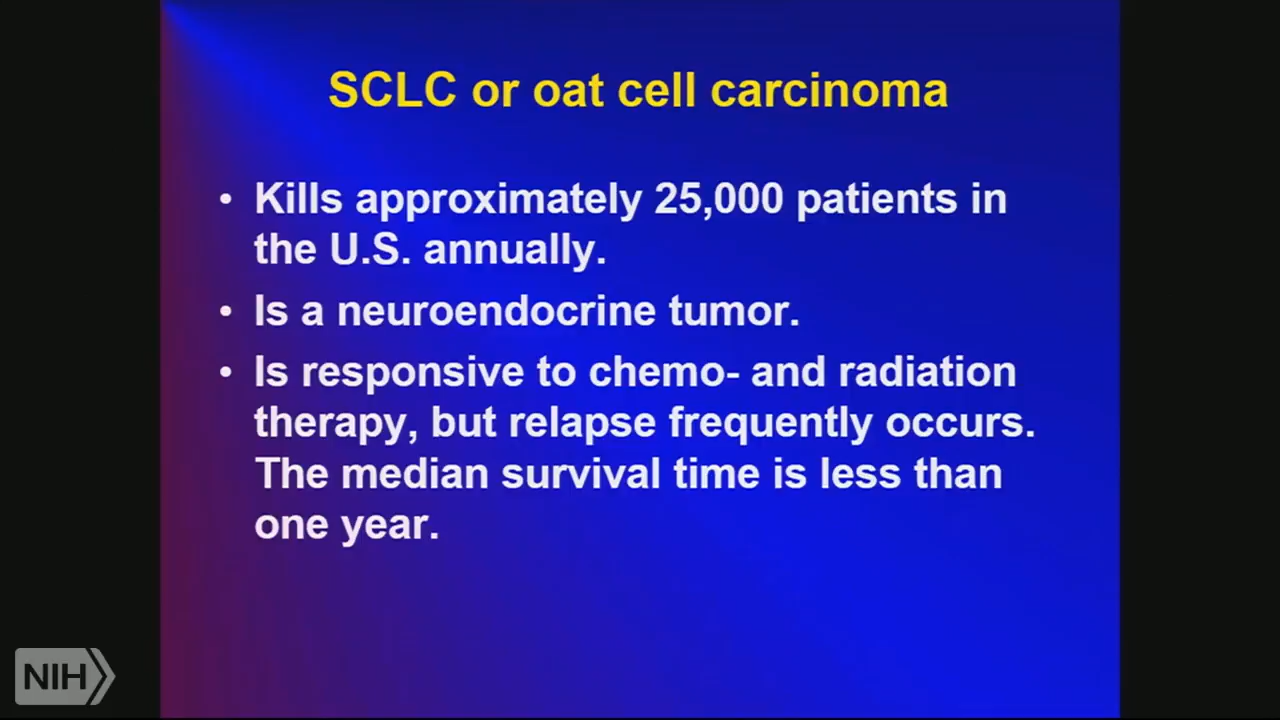 SCLC or oat cell carcinoma
• Kills approximately 25,000 patients in
the U.S. annually.
• Is a neuroendocrine tumor.
• Is responsive to chemo- and radiation
therapy, but relapse frequently occurs.
The median survival time is less than
one year.
NIH